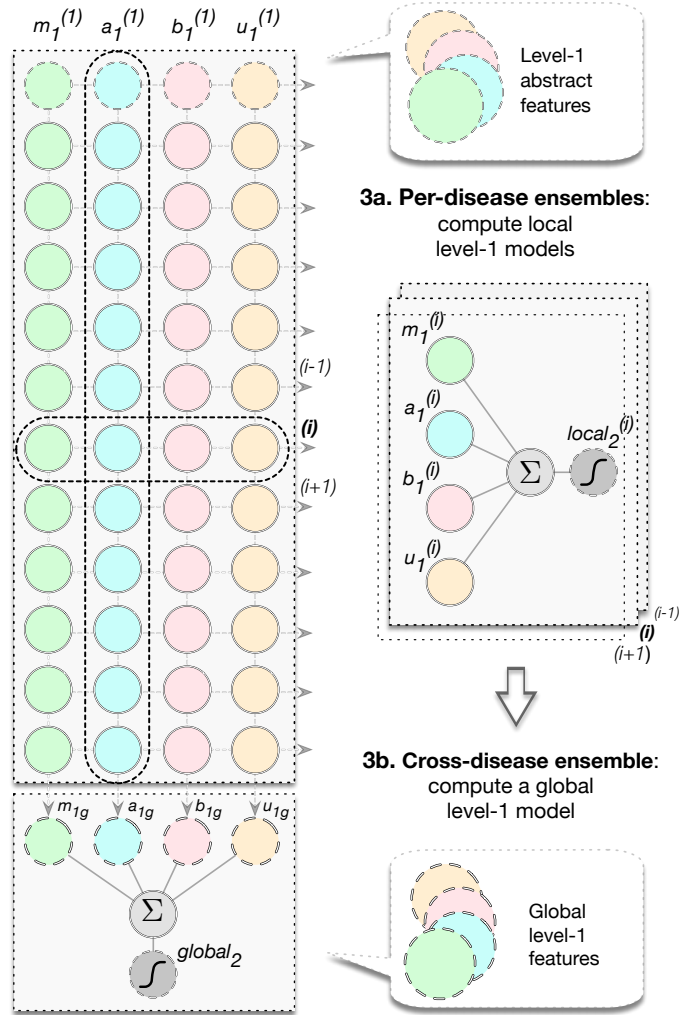 m₁⁽¹⁾ a₁⁽¹⁾ b₁⁽¹⁾ u₁⁽¹⁾
Level-1
abstract
features
3a. Per-disease ensembles:
compute local
level-1 models
(i-1)
(i)
(i+1)
m₁⁽ⁱ⁾
a₁⁽ⁱ⁾
b₁⁽ⁱ⁾
u₁⁽ⁱ⁾
Σ
local₂⁽ⁱ⁾
∫
(i-1)
(i)
(i+1)
3b. Cross-disease ensemble:
compute a global
level-1 model
m1g a1g b1g u1g
Σ
global₂
∫
Global
level-1
features